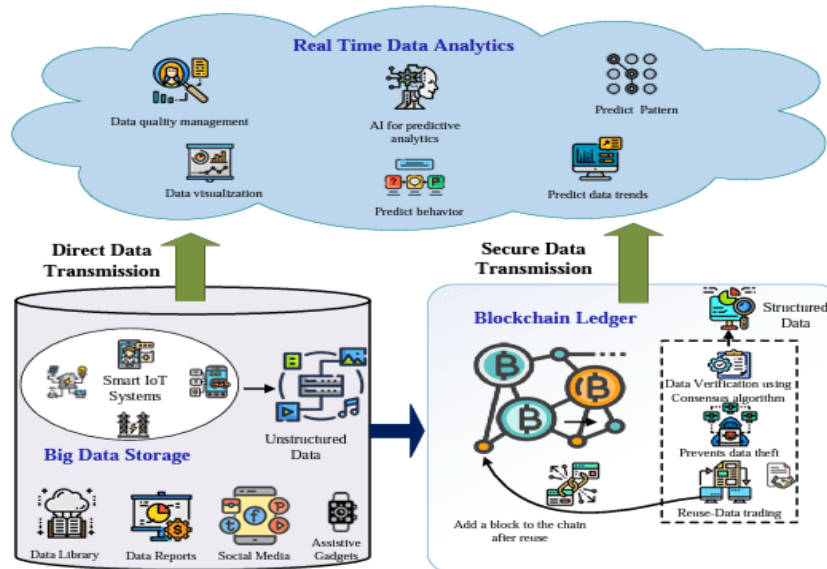 Real Time Data Analytics
Data quality management
AI for predictive
analytics
Predict Pattern
Data visualization
Predict behavior
Predict data trends
Direct Data
Transmission
Secure Data
Transmission
Smart IoT
Systems
Unstructured
Data
Big Data Storage
Data Library
Data Reports
Social Media
Assistive
Gadgets
Blockchain Ledger
Structured
Data
Data Verification using
Consensus algorithm
Prevents data theft
Reuse-Data trading
Add a block to the chain
after reuse